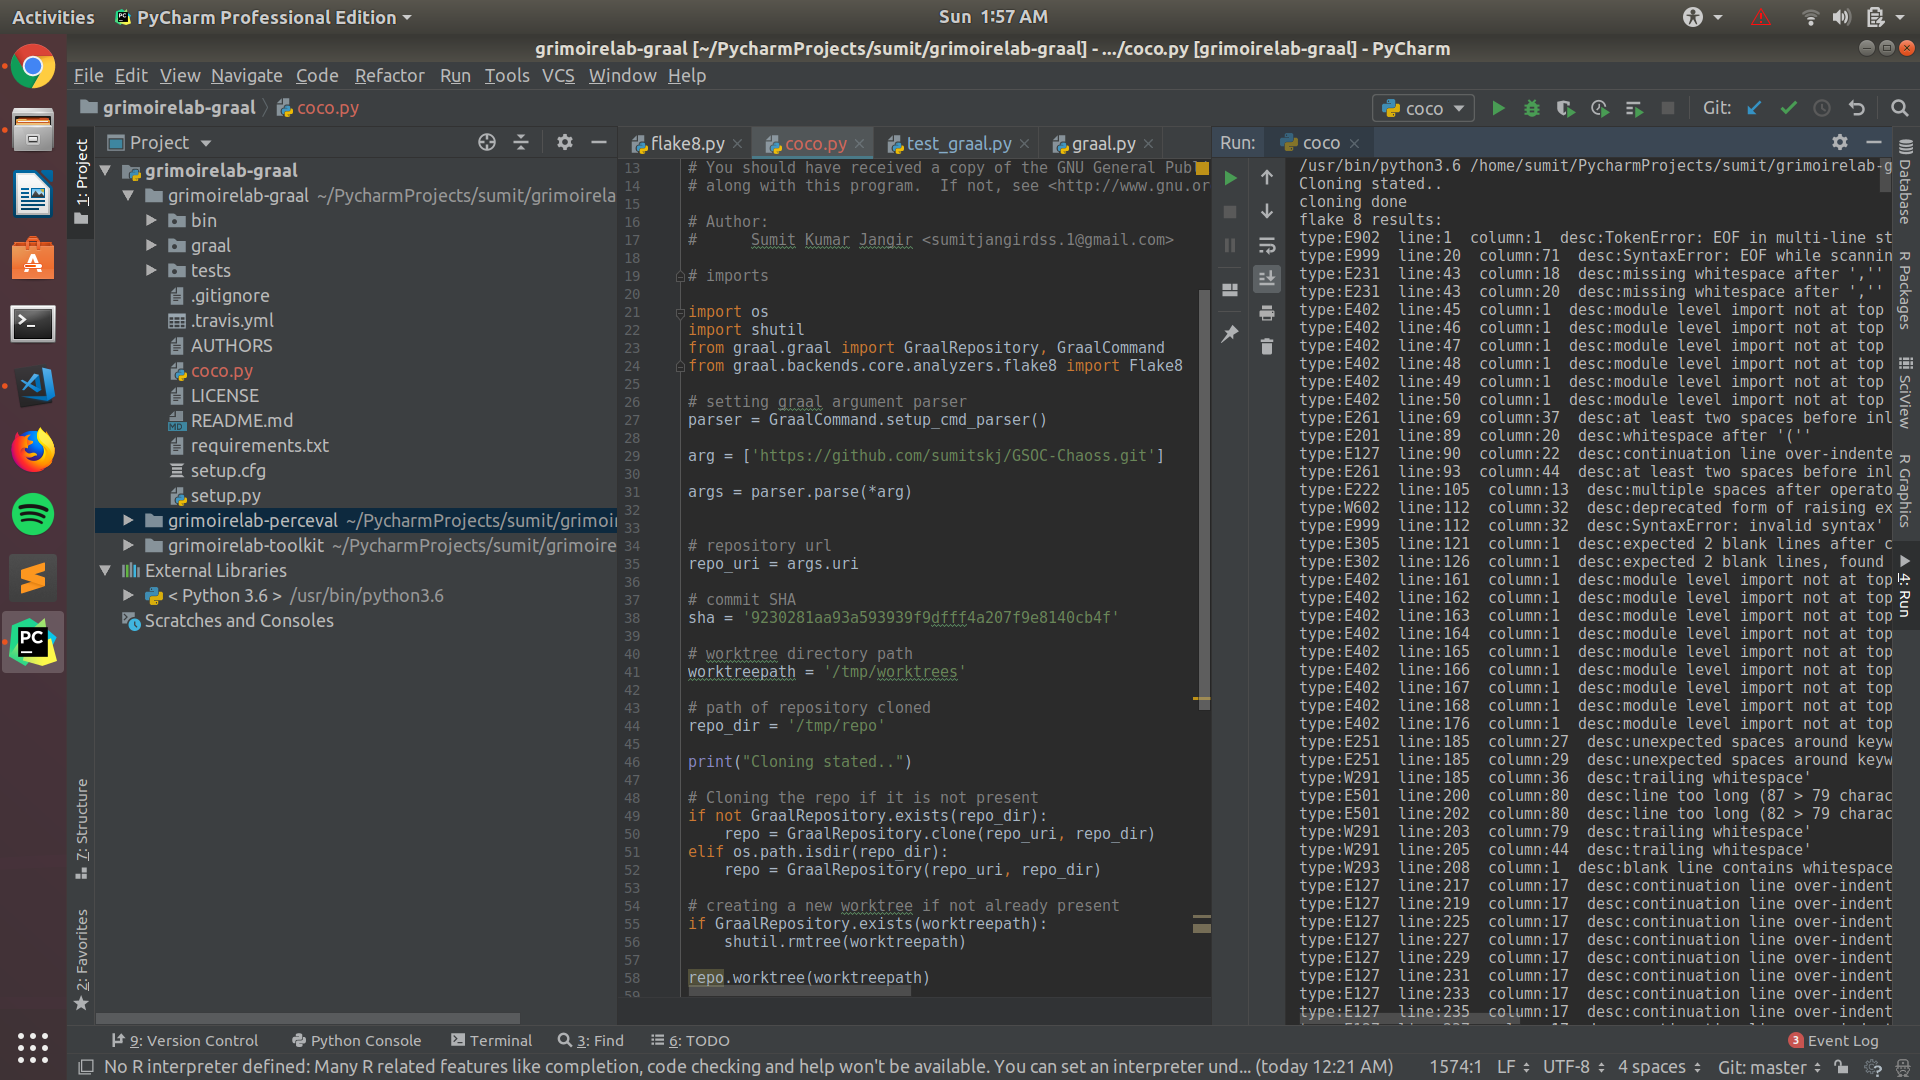 Activities
PyCharm Professional Edition
Sun 1:57 AM
grimoirelab-graal [~/PycharmProjects/sumit/grimoirelab-graal] - .../coco.py [grimoirelab-graal] - PyCharm
File Edit View Navigate Code Refactor Run Tools VCS Window Help
grimoirelab-graal coco.py
coco
Git:
1: Project
7: Structure
2: Favorites
Project
grimoirelab-graal
grimoirelab-graal ~/PycharmProjects/sumit/grimoirela
bin
graal
tests
.gitignore
.travis.yml
AUTHORS
coco.py
LICENSE
README.md
requirements.txt
setup.cfg
setup.py
grimoirelab-perceval ~/PycharmProjects/sumit/grimoi
grimoirelab-toolkit ~/PycharmProjects/sumit/grimoire
External Libraries
< Python 3.6 > /usr/bin/python3.6
Scratches and Consoles
flake8.py
coco.py
test_graal.py
graal.py
13 # You should have received a copy of the GNU General Publ
14 # along with this program.  If not, see <http://www.gnu.or
15
16 # Author:
17 #      Sumit Kumar Jangir <sumitjangirdss.1@gmail.com>
18
19 # imports
20
21 import os
22 import shutil
23 from graal.graal import GraalRepository, GraalCommand
24 from graal.backends.core.analyzers.flake8 import Flake8
25
26 # setting graal argument parser
27 parser = GraalCommand.setup_cmd_parser()
28
29 arg = ['https://github.com/sumitskj/GSOC-Chaoss.git']
30
31 args = parser.parse(*arg)
32
33
34 # repository url
35 repo_uri = args.uri
36
37 # commit SHA
38 sha = '9230281aa93a593939f9dfff4a207f9e8140cb4f'
39
40 # worktree directory path
41 worktreepath = '/tmp/worktrees'
42
43 # path of repository cloned
44 repo_dir = '/tmp/repo'
45
46 print("Cloning stated..")
47
48 # Cloning the repo if it is not present
49 if not GraalRepository.exists(repo_dir):
50     repo = GraalRepository.clone(repo_uri, repo_dir)
51 elif os.path.isdir(repo_dir):
52     repo = GraalRepository(repo_uri, repo_dir)
53
54 # creating a new worktree if not already present
55 if GraalRepository.exists(worktreepath):
56     shutil.rmtree(worktreepath)
57
58 repo.worktree(worktreepath)
59
Run: coco
/usr/bin/python3.6 /home/sumit/PycharmProjects/sumit/grimoirelab-g
Cloning stated..
cloning done
flake 8 results:
type:E902  line:1  column:1  desc:TokenError: EOF in multi-line st
type:E999  line:20  column:71  desc:SyntaxError: EOF while scannin
type:E231  line:43  column:18  desc:missing whitespace after ',''
type:E231  line:43  column:20  desc:missing whitespace after ',''
type:E402  line:45  column:1  desc:module level import not at top
type:E402  line:46  column:1  desc:module level import not at top
type:E402  line:47  column:1  desc:module level import not at top
type:E402  line:48  column:1  desc:module level import not at top
type:E402  line:49  column:1  desc:module level import not at top
type:E402  line:50  column:1  desc:module level import not at top
type:E261  line:69  column:37  desc:at least two spaces before inl
type:E201  line:89  column:20  desc:whitespace after '(''
type:E127  line:90  column:22  desc:continuation line over-indente
type:E261  line:93  column:44  desc:at least two spaces before inl
type:E222  line:105  column:13  desc:multiple spaces after operato
type:W602  line:112  column:32  desc:deprecated form of raising ex
type:E999  line:112  column:32  desc:SyntaxError: invalid syntax'
type:E305  line:121  column:1  desc:expected 2 blank lines after c
type:E302  line:126  column:1  desc:expected 2 blank lines, found
type:E402  line:161  column:1  desc:module level import not at top
type:E402  line:162  column:1  desc:module level import not at top
type:E402  line:163  column:1  desc:module level import not at top
type:E402  line:164  column:1  desc:module level import not at top
type:E402  line:165  column:1  desc:module level import not at top
type:E402  line:166  column:1  desc:module level import not at top
type:E402  line:167  column:1  desc:module level import not at top
type:E402  line:168  column:1  desc:module level import not at top
type:E402  line:176  column:1  desc:module level import not at top
type:E251  line:185  column:27  desc:unexpected spaces around keyw
type:E251  line:185  column:29  desc:unexpected spaces around keyw
type:W291  line:185  column:36  desc:trailing whitespace'
type:E501  line:200  column:80  desc:line too long (87 > 79 charac
type:E501  line:202  column:80  desc:line too long (82 > 79 charac
type:W291  line:203  column:79  desc:trailing whitespace'
type:W291  line:205  column:44  desc:trailing whitespace'
type:W293  line:208  column:1  desc:blank line contains whitespace
type:E127  line:217  column:17  desc:continuation line over-indent
type:E127  line:219  column:17  desc:continuation line over-indent
type:E127  line:225  column:17  desc:continuation line over-indent
type:E127  line:227  column:17  desc:continuation line over-indent
type:E127  line:229  column:17  desc:continuation line over-indent
type:E127  line:231  column:17  desc:continuation line over-indent
type:E127  line:233  column:17  desc:continuation line over-indent
type:E127  line:235  column:17  desc:continuation line over-indent
Database
R Packages
SciView
R Graphics
4: Run
9: Version Control
Python Console
Terminal
3: Find
6: TODO
3 Event Log
No R interpreter defined: Many R related features like completion, code checking and help won't be available. You can set an interpreter und... (today 12:21 AM)
1574:1 LF UTF-8 4 spaces Git: master